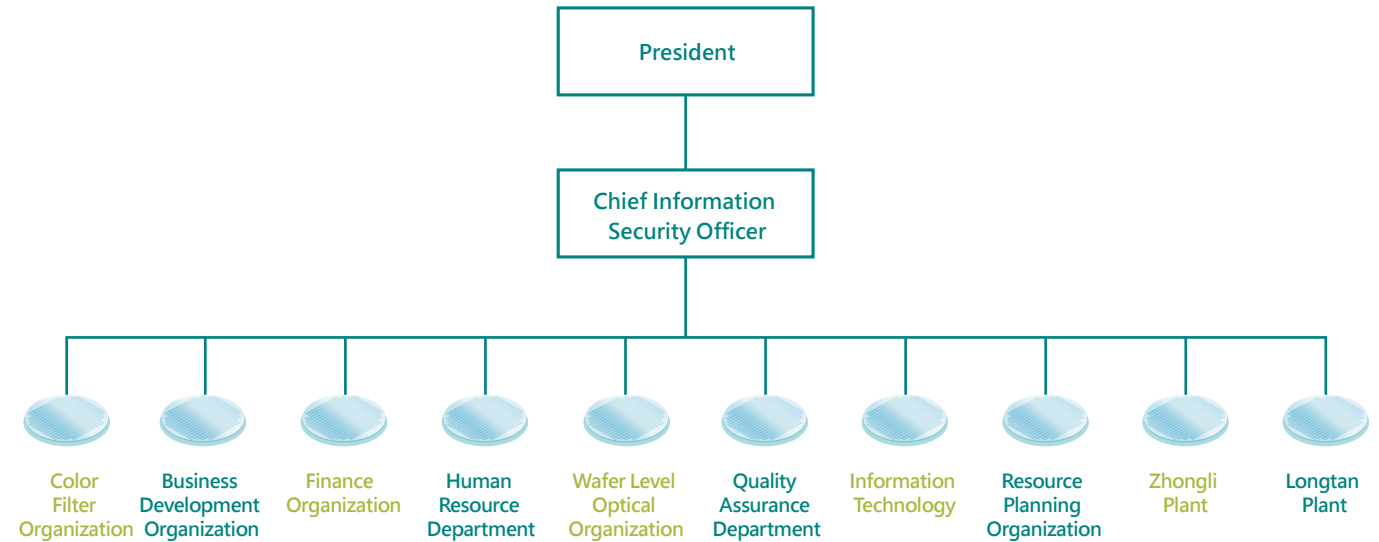 President
Chief Information
Security Officer
Color
Filter
Organization
Business
Development
Organization
Finance
Organization
Human
Resource
Department
Wafer Level
Optical
Organization
Quality
Assurance
Department
Information
Technology
Resource
Planning
Organization
Zhongli
Plant
Longtan
Plant